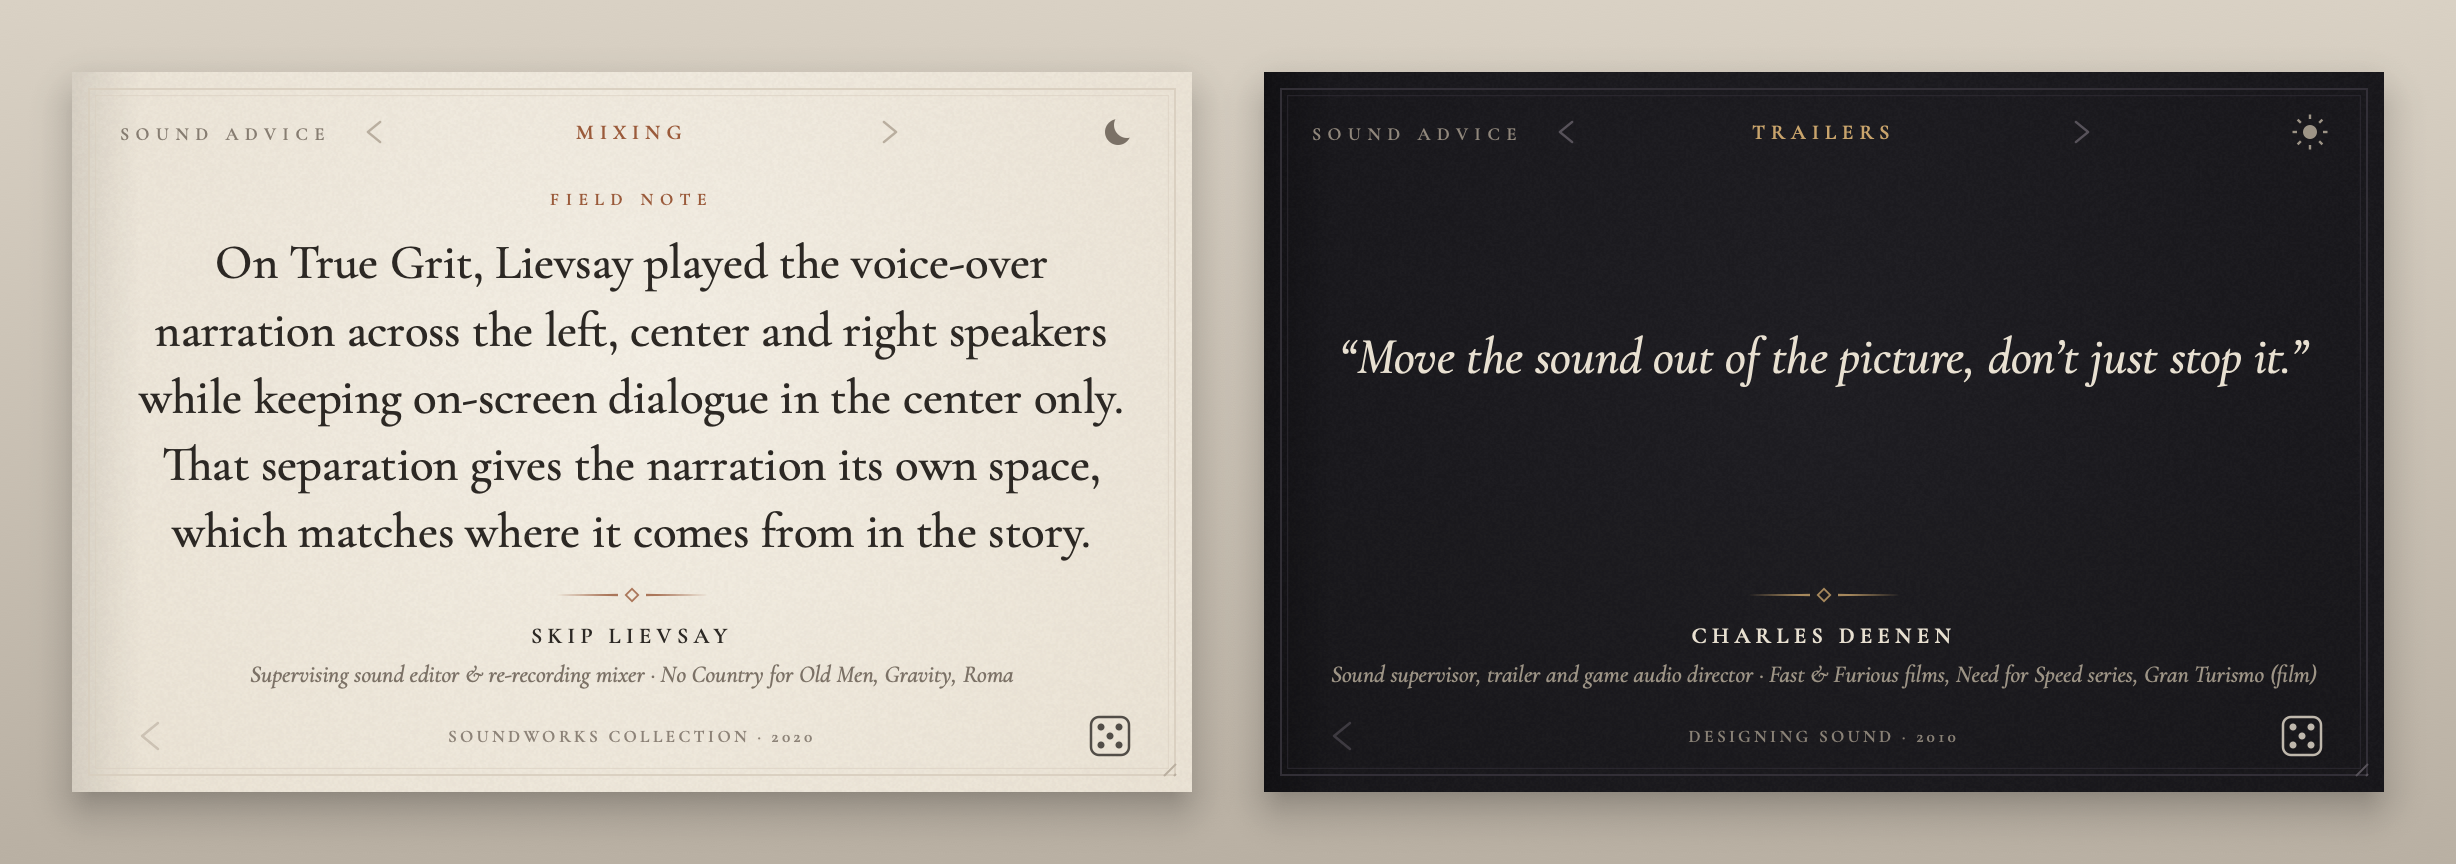 SOUND ADVICE
MIXING
FIELD NOTE
On True Grit, Lievsay played the voice-over
narration across the left, center and right speakers
while keeping on-screen dialogue in the center only.
That separation gives the narration its own space,
which matches where it comes from in the story.
SKIP LIEVSAY
Supervising sound editor & re-recording mixer · No Country for Old Men, Gravity, Roma
SOUNDWORKS COLLECTION · 2020
SOUND ADVICE
TRAILERS
“Move the sound out of the picture, don’t just stop it.”
CHARLES DEENEN
Sound supervisor, trailer and game audio director · Fast & Furious films, Need for Speed series, Gran Turismo (film)
DESIGNING SOUND · 2010